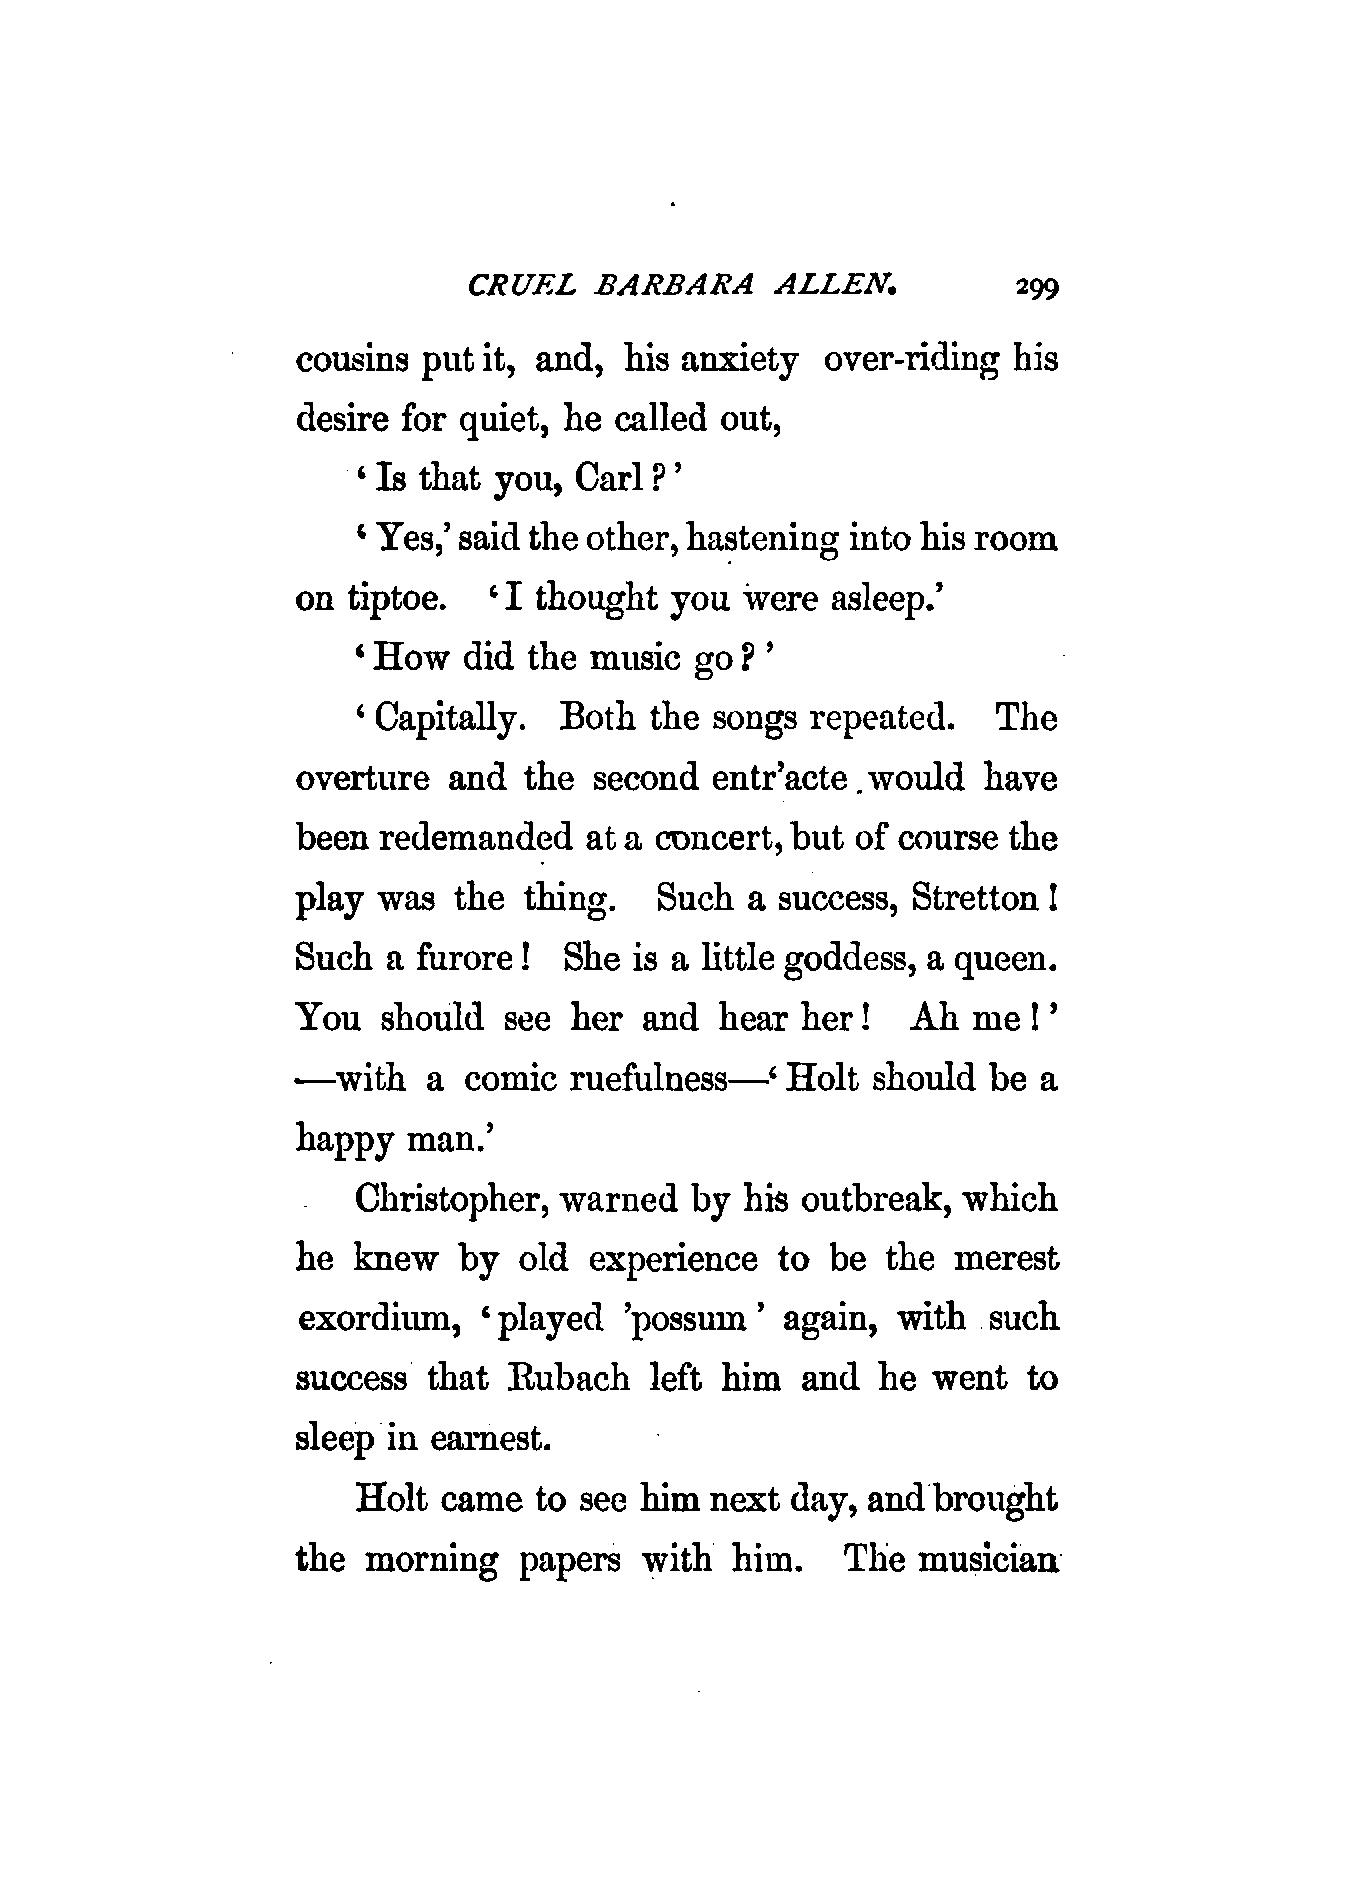 CRUEL BARBARA ALLEN. 299
cousins put it, and, his anxiety over-riding his
desire for quiet, he called out,
‘Is that you, Carl?’
‘Yes,’ said the other, hastening into his room
on tiptoe. ‘I thought you were asleep.’
‘How did the music go?’
‘Capitally. Both the songs repeated. The
overture and the second entr’acte would have
been redemanded at a concert, but of course the
play was the thing. Such a success, Stretton!
Such a furore! She is a little goddess, a queen.
You should see her and hear her! Ah me!’
—with a comic ruefulness—‘Holt should be a
happy man.’
Christopher, warned by his outbreak, which
he knew by old experience to be the merest
exordium, ‘played ’possum’ again, with such
success that Rubach left him and he went to
sleep in earnest.
Holt came to see him next day, and brought
the morning papers with him. The musician